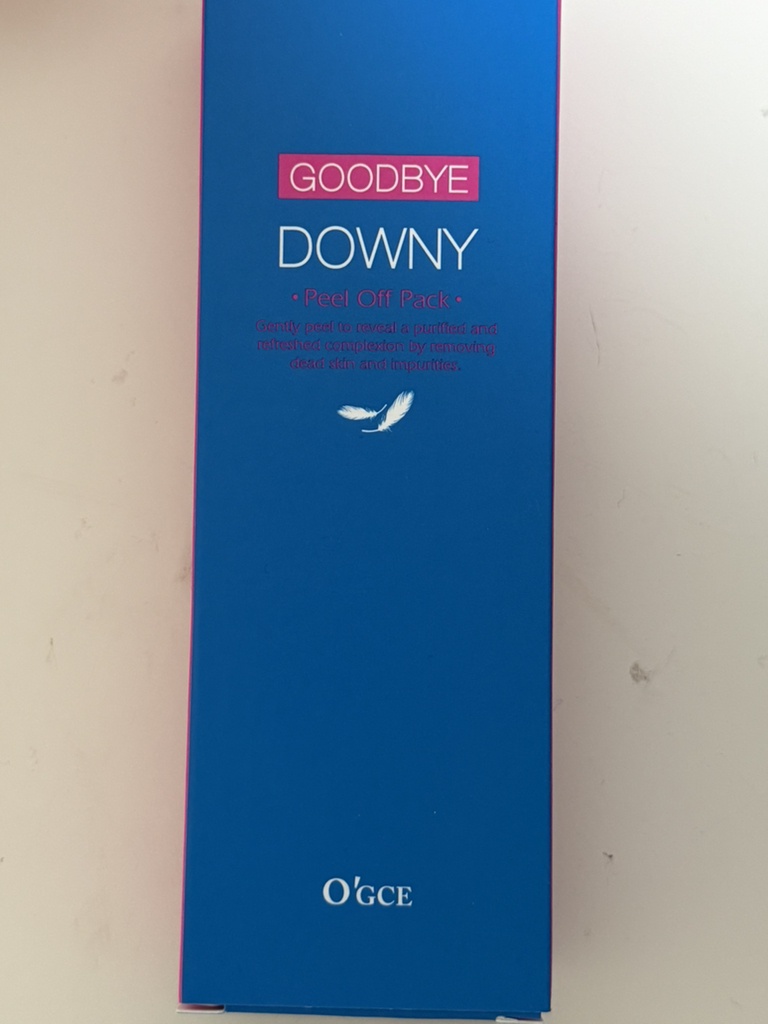 GOODBYE
DOWNY
• Peel Off Pack •
Gently peel to reveal a purified and
refreshed complexion by removing
dead skin and impurities.
O'GCE